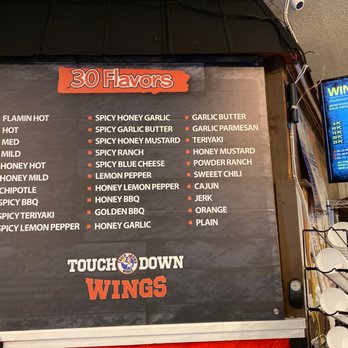 30 Flavors
FLAMIN HOT
HOT
MED
MILD
HONEY HOT
HONEY MILD
CHIPOTLE
SPICY BBQ
SPICY TERIYAKI
SPICY LEMON PEPPER
SPICY HONEY GARLIC
SPICY GARLIC BUTTER
SPICY HONEY MUSTARD
SPICY RANCH
SPICY BLUE CHEESE
LEMON PEPPER
HONEY LEMON PEPPER
HONEY BBQ
GOLDEN BBQ
HONEY GARLIC
GARLIC BUTTER
GARLIC PARMESAN
TERIYAKI
HONEY MUSTARD
POWDER RANCH
SWEEET CHILI
CAJUN
JERK
ORANGE
PLAIN
TOUCH DOWN
WINGS